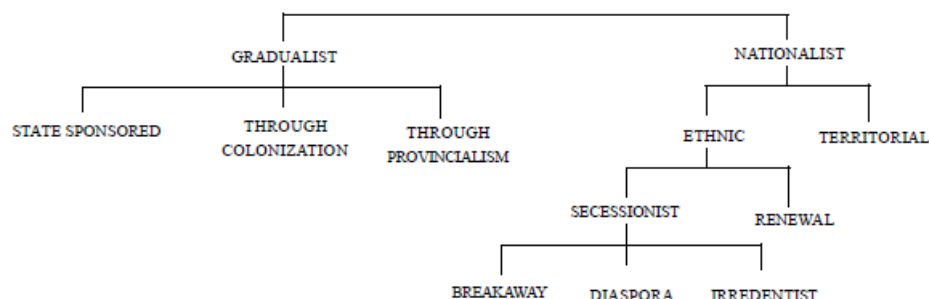 GRADUALIST
NATIONALIST
STATE SPONSORED
THROUGH
COLONIZATION
THROUGH
PROVINCIALISM
ETHNIC
TERRITORIAL
SECESSIONIST
RENEWAL
BREAKAWAY
DIASPORA
IRREDENTIST